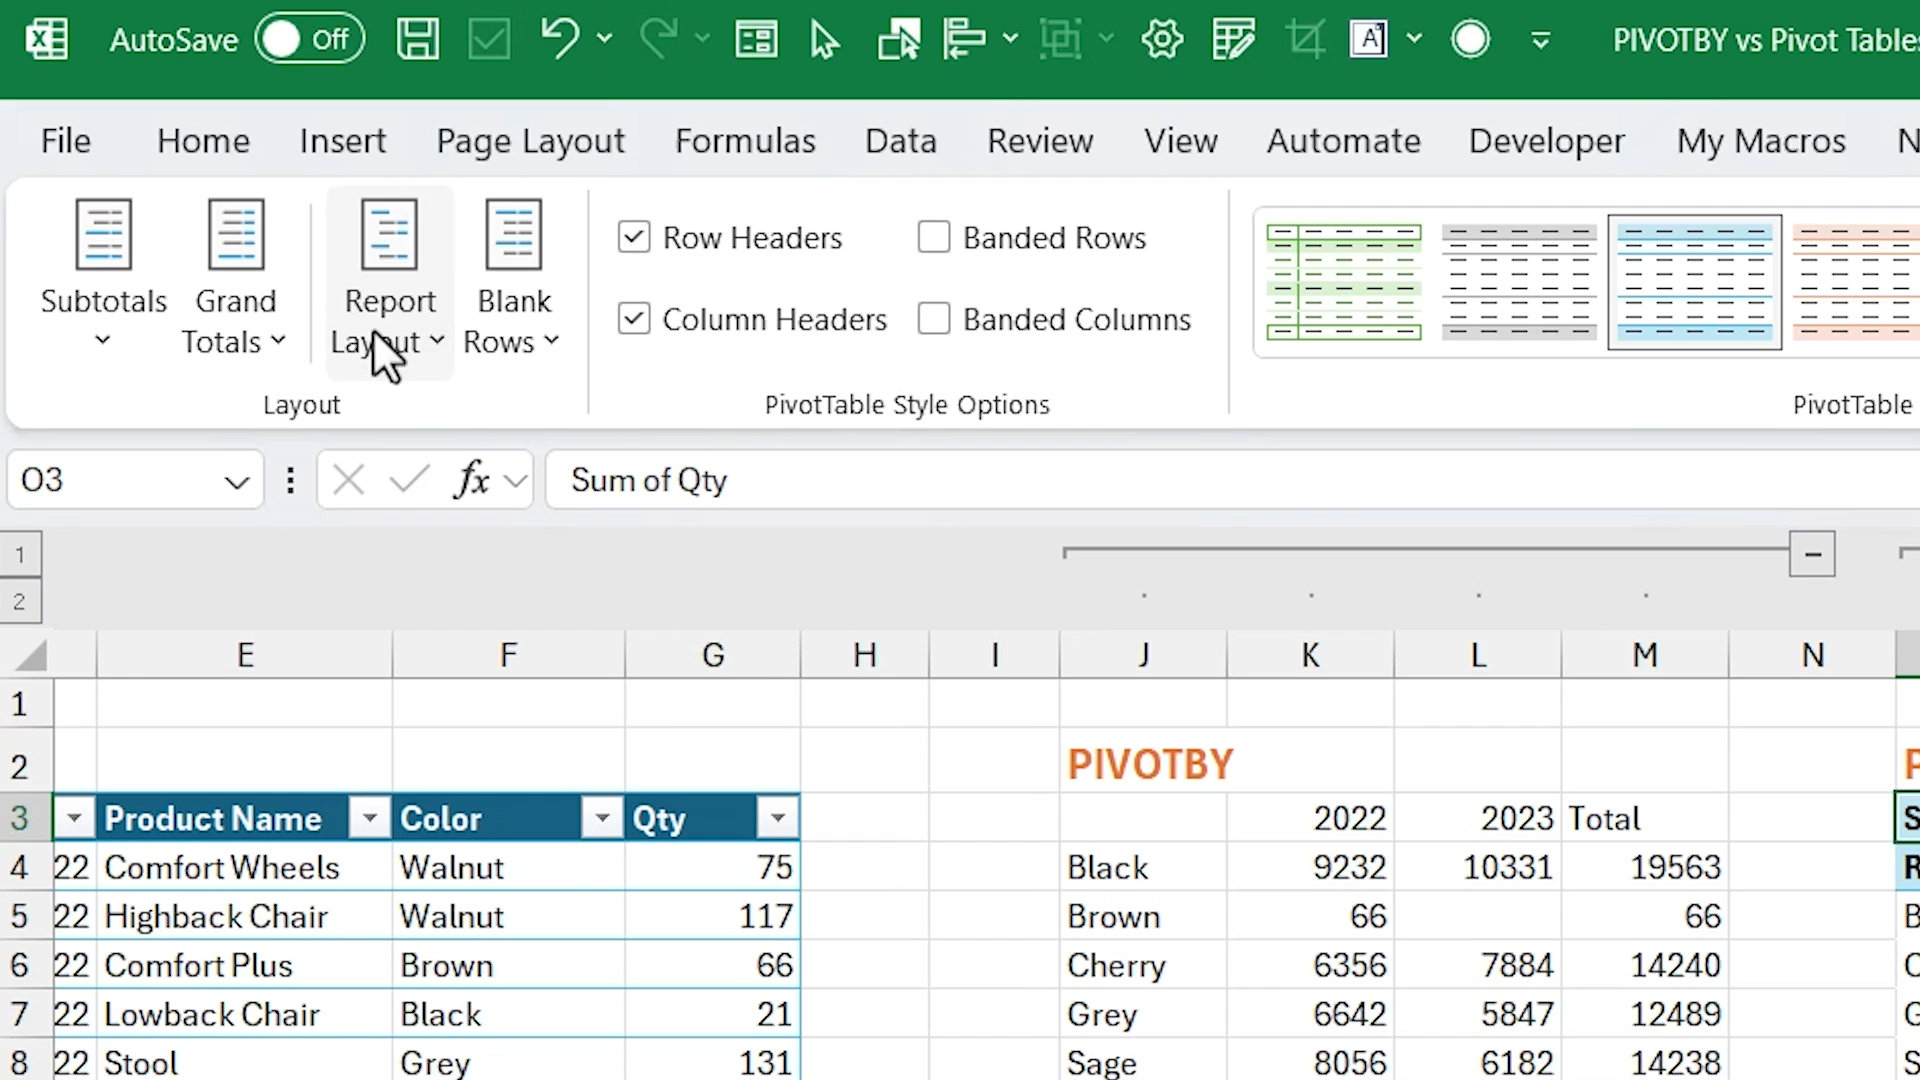 AutoSave Off A PIVOTBY vs Pivot Table
File Home Insert Page Layout Formulas Data Review View Automate Developer My Macros
Subtotals Grand Totals Report Layout Blank Rows
Row Headers Banded Rows
Column Headers Banded Columns
Layout PivotTable Style Options PivotTable
O3 fx Sum of Qty
1
2
E F G H I J K L M N
1
2 PIVOTBY
3 Product Name Color Qty 2022 2023 Total S
4 22 Comfort Wheels Walnut 75 Black 9232 10331 19563 R
5 22 Highback Chair Walnut 117 Brown 66 66 B
6 22 Comfort Plus Brown 66 Cherry 6356 7884 14240 C
7 22 Lowback Chair Black 21 Grey 6642 5847 12489 G
8 22 Stool Grey 131 Sage 8056 6182 14238 S